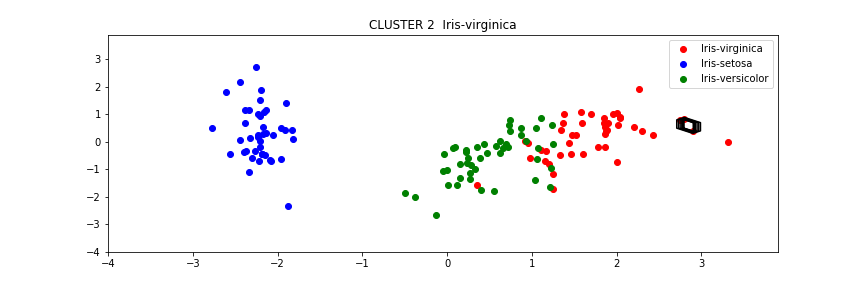 CLUSTER 2  Iris-virginica
Iris-virginica
Iris-setosa
Iris-versicolor
3
2
1
0
−1
−2
−3
−4
−4 −3 −2 −1 0 1 2 3